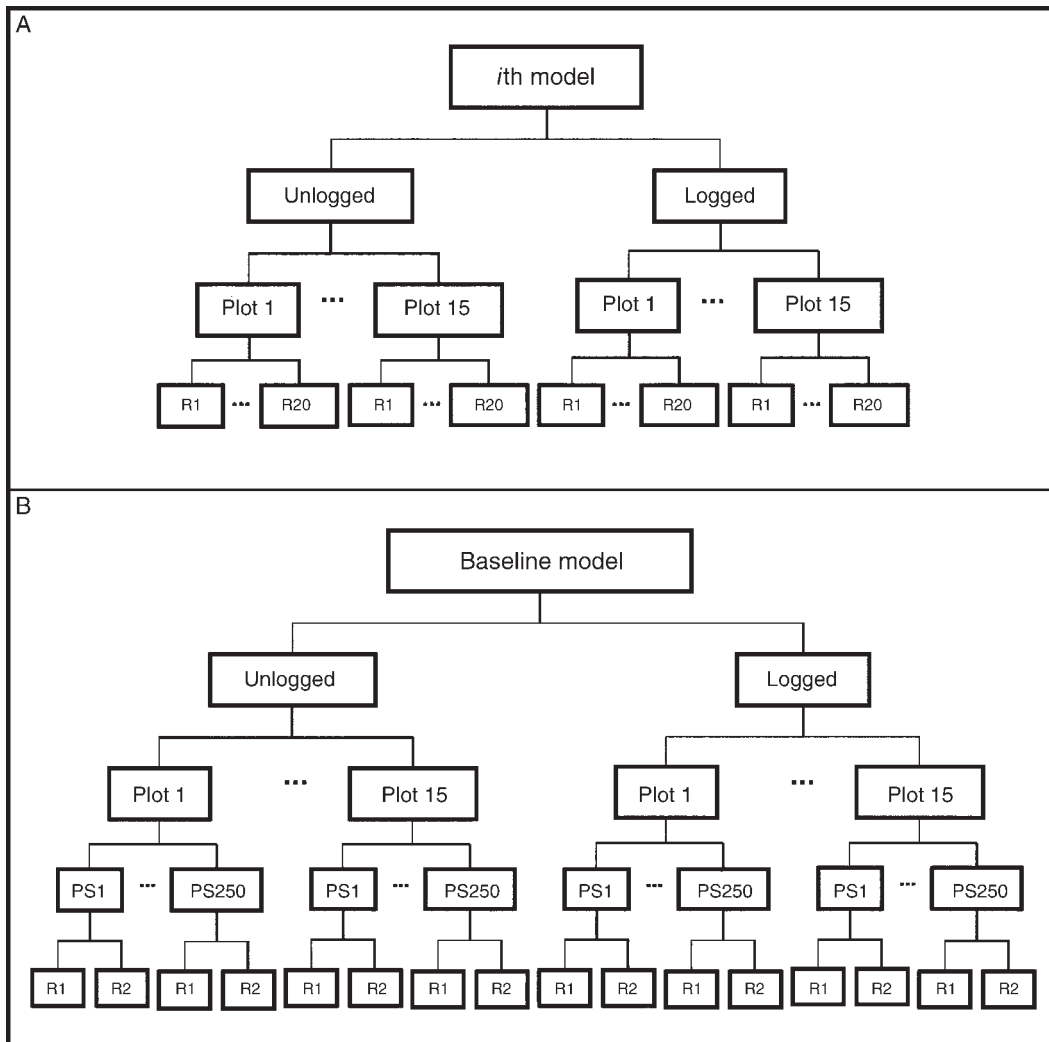 A
ith model
Unlogged Logged
Plot 1 ... Plot 15 Plot 1 ... Plot 15
R1 ... R20 R1 ... R20 R1 ... R20 R1 ... R20
B
Baseline model
Unlogged Logged
Plot 1 ... Plot 15 Plot 1 ... Plot 15
PS1 ... PS250 PS1 ... PS250 PS1 ... PS250 PS1 ... PS250
R1 R2 R1 R2 R1 R2 R1 R2 R1 R2 R1 R2 R1 R2 R1 R2